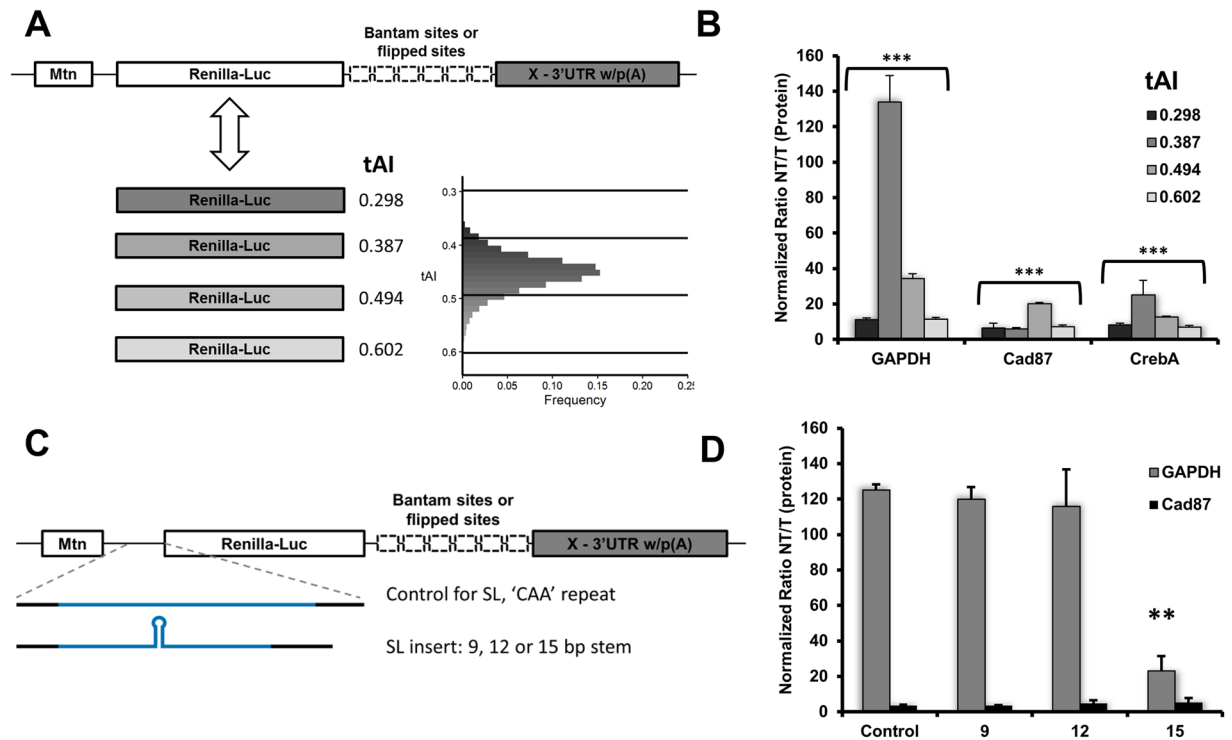 A
Bantam sites or
flipped sites
Mtn
Renilla-Luc
X - 3'UTR w/p(A)
tAI
Renilla-Luc
0.298
Renilla-Luc
0.387
Renilla-Luc
0.494
Renilla-Luc
0.602
0.3
0.4
tAI
0.5
0.6
0.00
0.05
0.10
0.15
0.20
0.25
Frequency
B
Normalized Ratio NT/T (Protein)
160
140
120
100
80
60
40
20
0
***
***
***
tAI
0.298
0.387
0.494
0.602
GAPDH
Cad87
CrebA
C
Bantam sites or
flipped sites
Mtn
Renilla-Luc
X - 3'UTR w/p(A)
Control for SL, 'CAA' repeat
SL insert: 9, 12 or 15 bp stem
D
Normalized Ratio NT/T (protein)
160
140
120
100
80
60
40
20
0
GAPDH
Cad87
**
Control
9
12
15